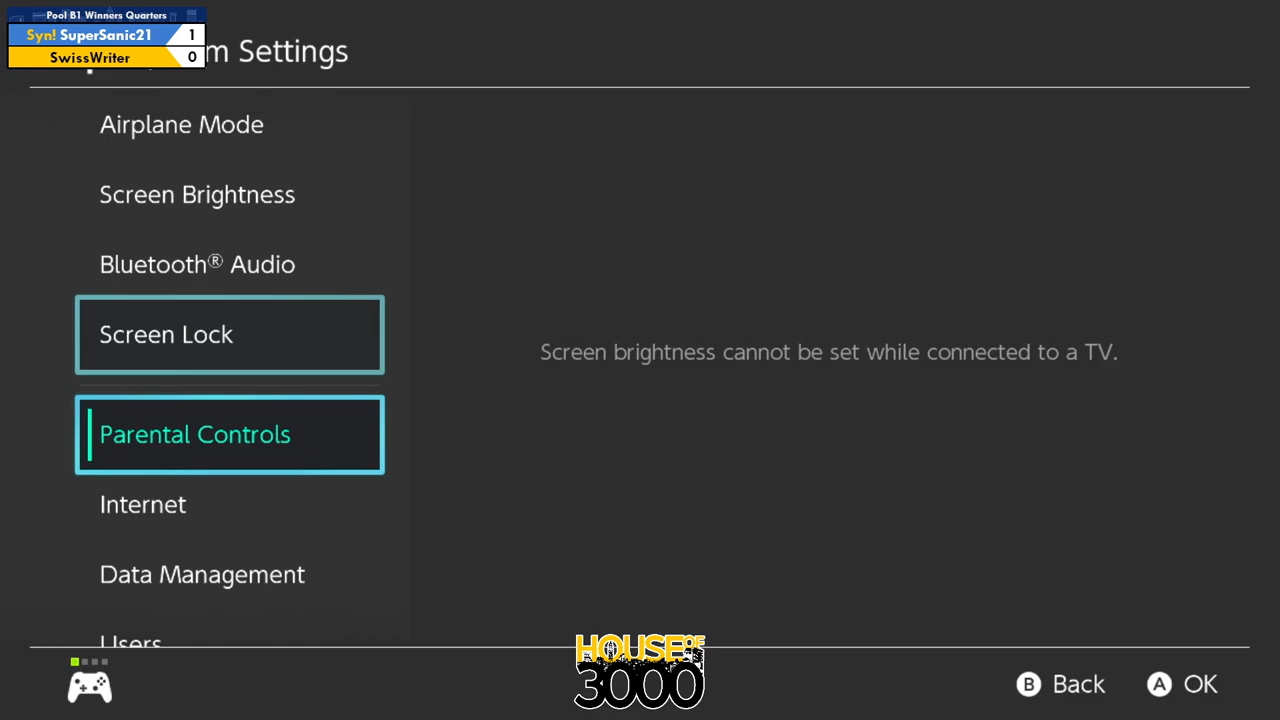 Pool B1 Winners Quarters
Syn! SuperSanic21 1
SwissWriter 0
m Settings
Airplane Mode
Screen Brightness
Bluetooth® Audio
Screen Lock
Screen brightness cannot be set while connected to a TV.
Parental Controls
Internet
Data Management
Users
HOUSE OF
3000
B Back
A OK